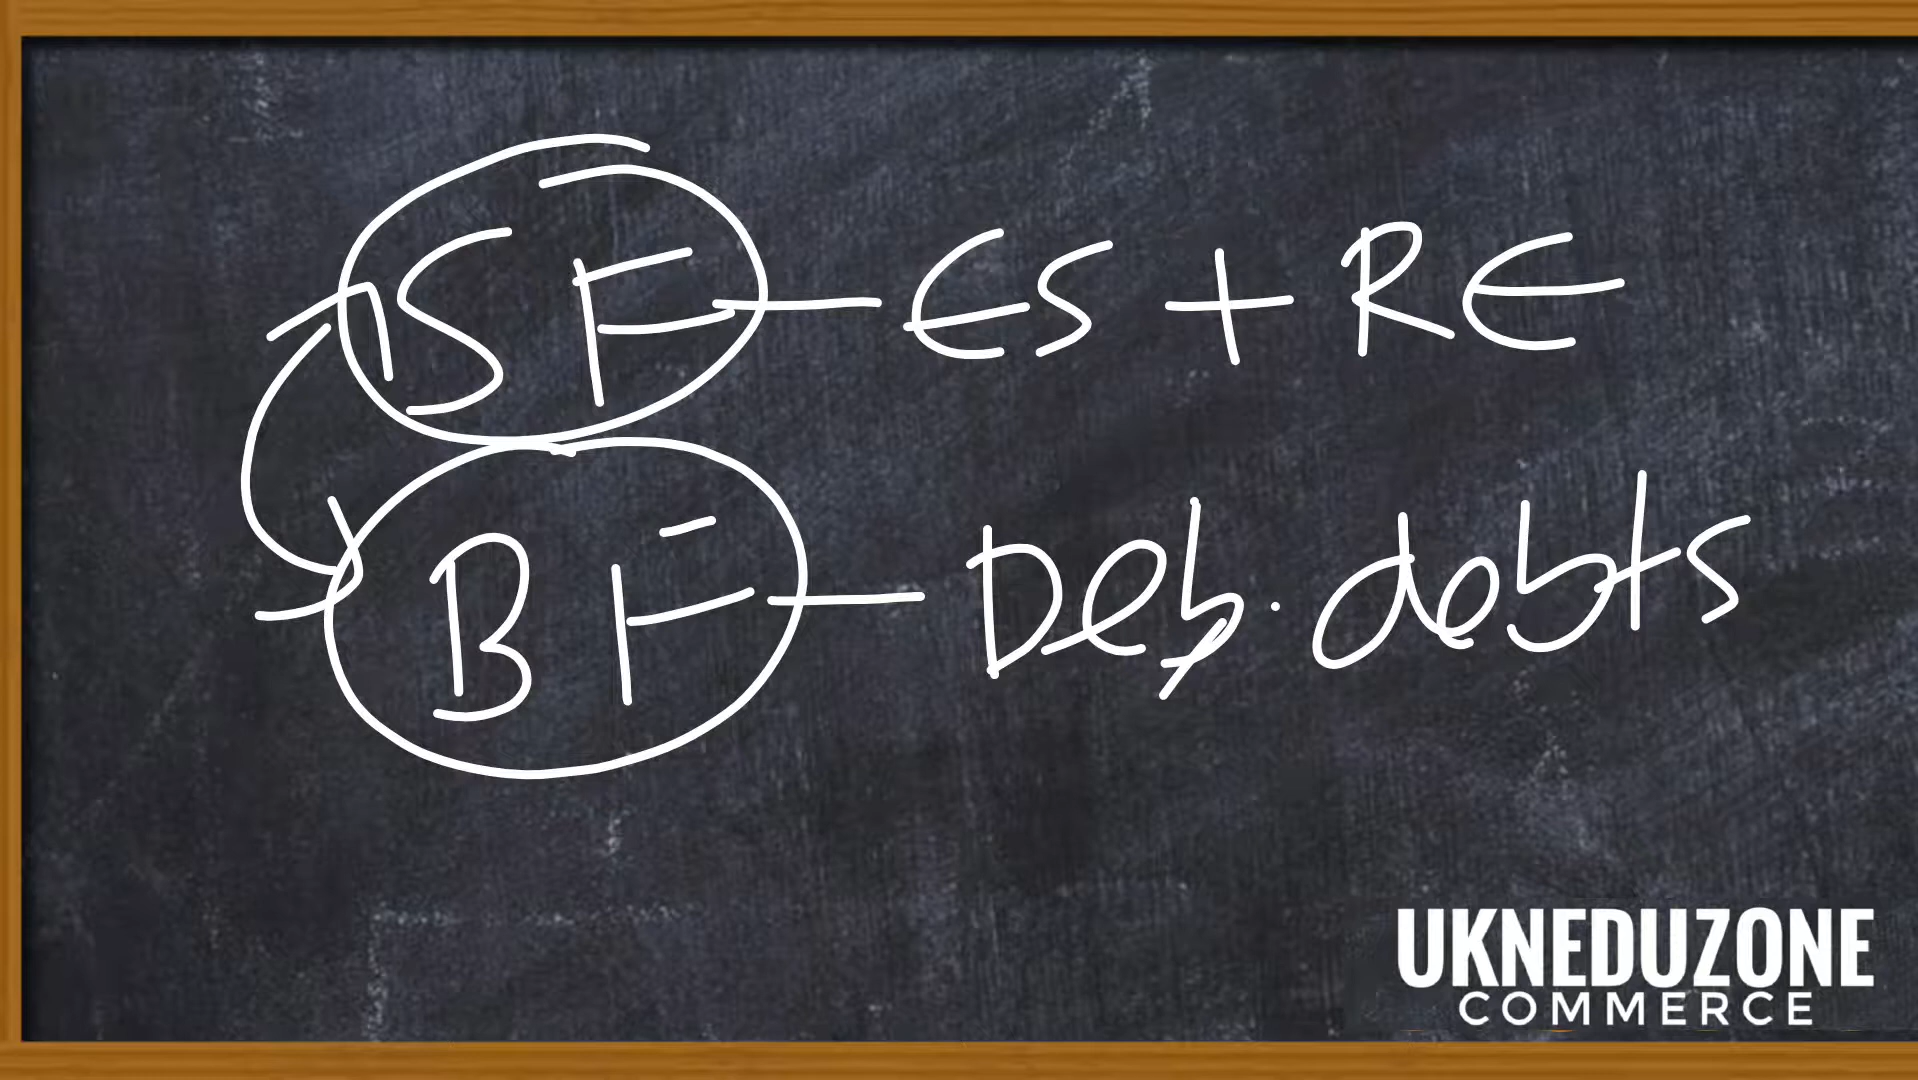 SF - ES + RE
BF - Deb. debts
UKNEDUZONE
COMMERCE